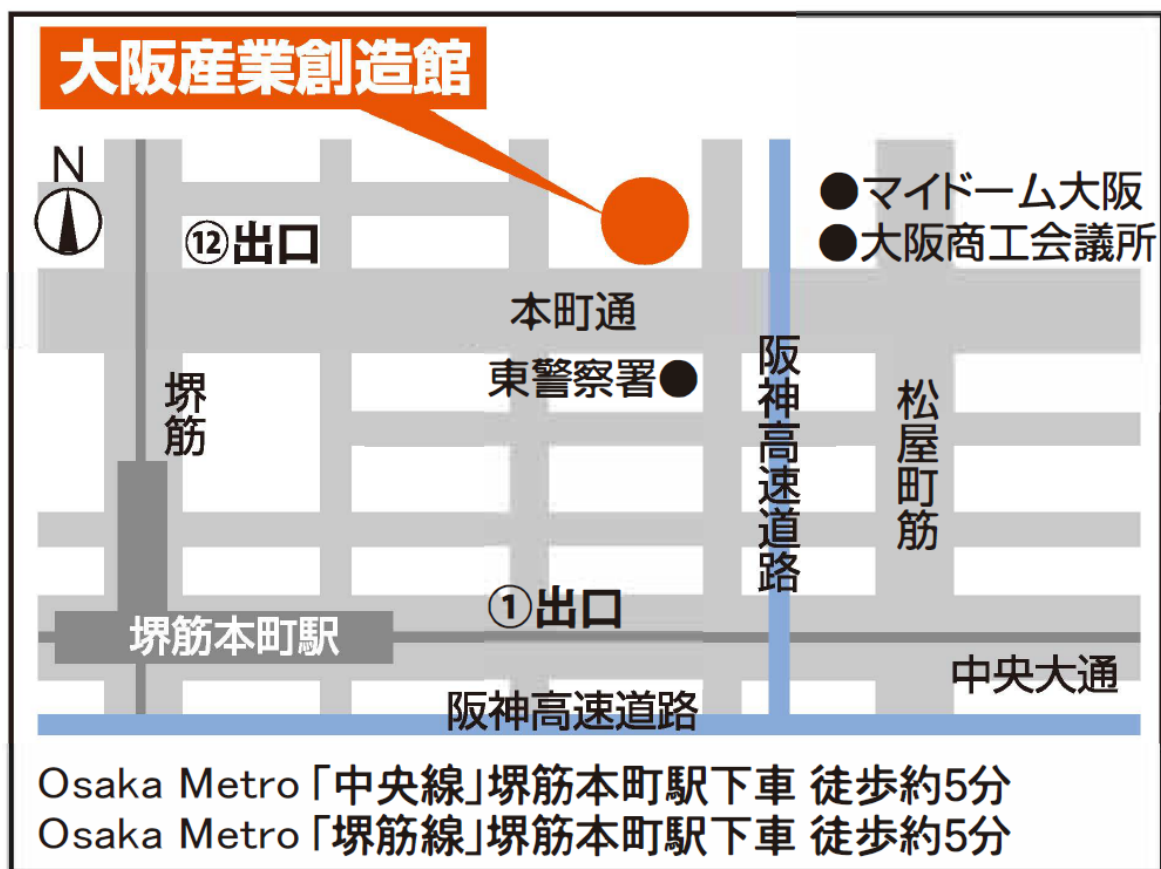 大阪産業創造館
N
⑫出口
●マイドーム大阪
●大阪商工会議所
本町通
東警察署●
堺筋
阪神高速道路
松屋町筋
①出口
堺筋本町駅
中央大通
阪神高速道路
Osaka Metro「中央線」堺筋本町駅下車 徒歩約5分
Osaka Metro「堺筋線」堺筋本町駅下車 徒歩約5分